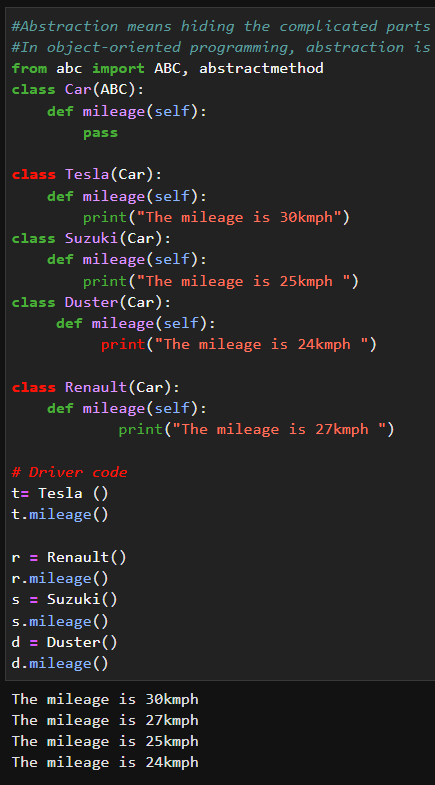 #Abstraction means hiding the complicated parts
#In object-oriented programming, abstraction is
from abc import ABC, abstractmethod
class Car(ABC):
    def mileage(self):
        pass

class Tesla(Car):
    def mileage(self):
        print("The mileage is 30kmph")
class Suzuki(Car):
    def mileage(self):
        print("The mileage is 25kmph ")
class Duster(Car):
     def mileage(self):
          print("The mileage is 24kmph ")

class Renault(Car):
    def mileage(self):
            print("The mileage is 27kmph ")

# Driver code
t= Tesla ()
t.mileage()

r = Renault()
r.mileage()
s = Suzuki()
s.mileage()
d = Duster()
d.mileage()
The mileage is 30kmph
The mileage is 27kmph
The mileage is 25kmph
The mileage is 24kmph